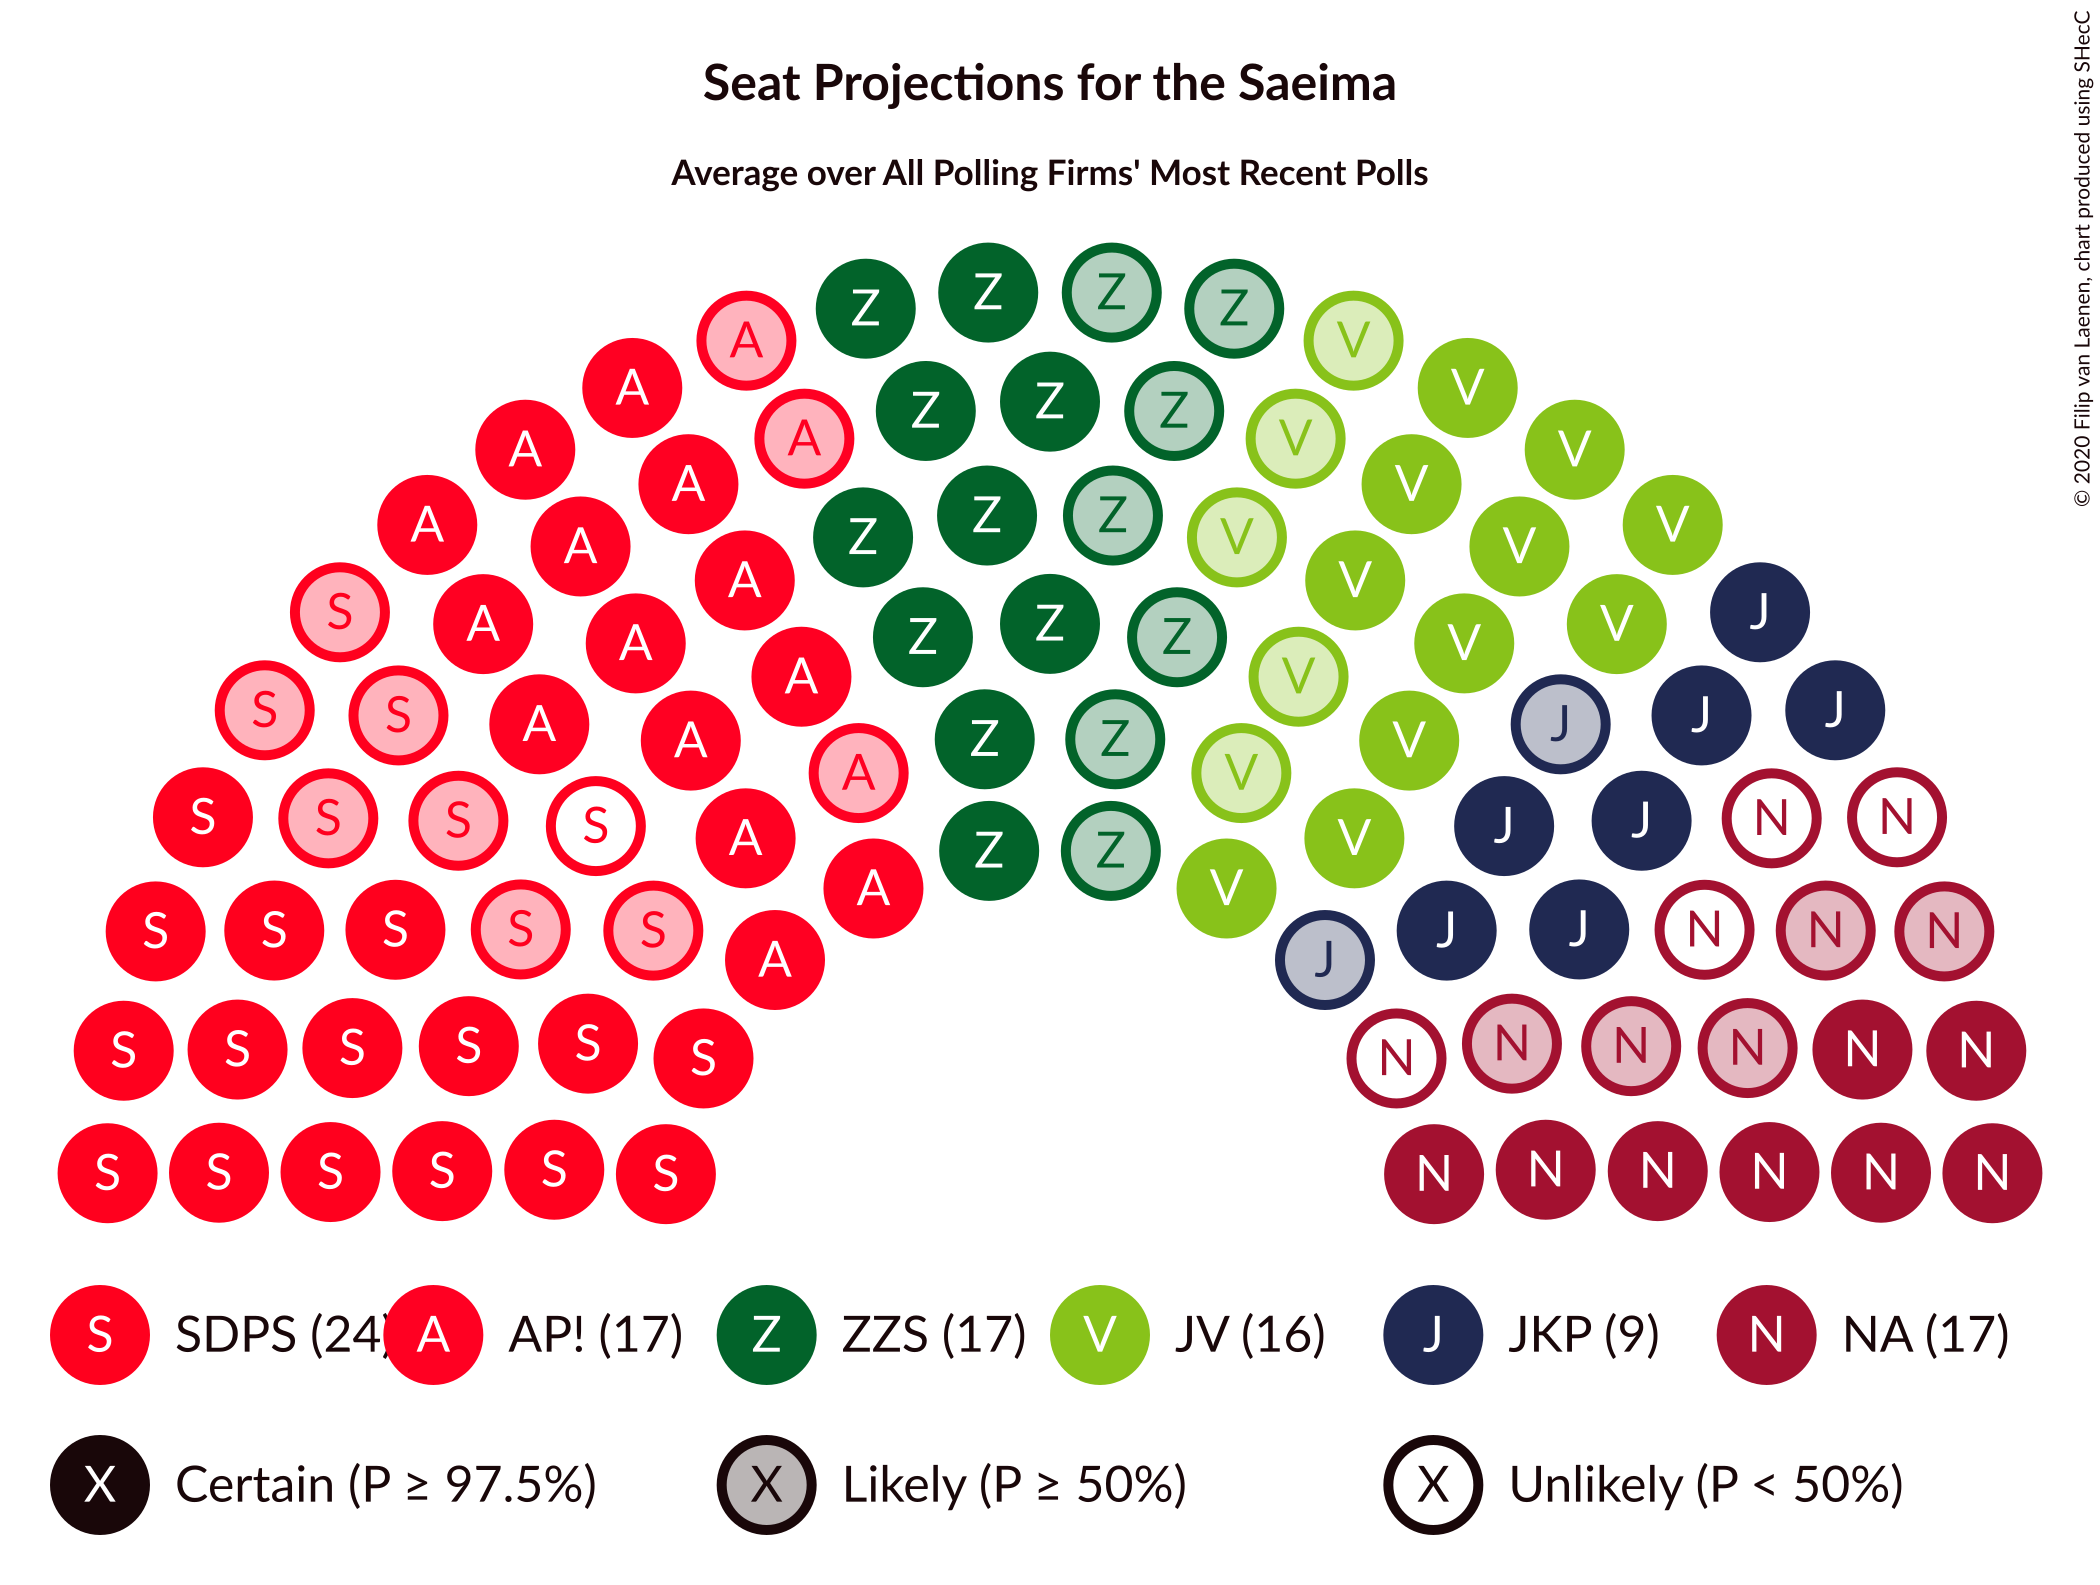 Seat Projections for the Saeima
Average over All Polling Firms' Most Recent Polls
© 2020 Filip van Laenen, chart produced using SHecC
Z Z Z Z
A V
A V
Z Z Z
A A V V
A V
A A Z Z Z V V V
A A V V
S A A Z Z Z V V V J
S S A A A Z Z V V J J J
A V
S S S S A A Z Z V V J J N N
S S S S S A J J J N N N
S S S S S S N N N N N N
S S S S S S N N N N N N
S SDPS (24) A AP! (17) Z ZZS (17) V JV (16) J JKP (9) N NA (17)
X Certain (P ≥ 97.5%) X Likely (P ≥ 50%) X Unlikely (P < 50%)